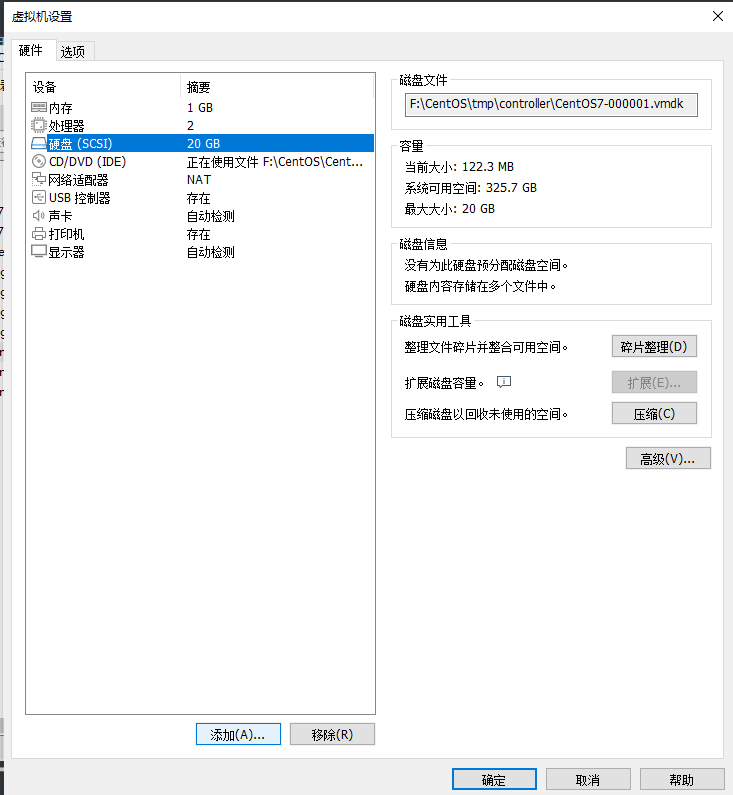 虚拟机设置
硬件 选项
设备 摘要
内存 1 GB
处理器 2
硬盘 (SCSI) 20 GB
CD/DVD (IDE) 正在使用文件 F:\CentOS\Cent...
网络适配器 NAT
USB 控制器 存在
声卡 自动检测
打印机 存在
显示器 自动检测
添加(A)... 移除(R)
磁盘文件
F:\CentOS\tmp\controller\CentOS7-000001.vmdk
容量
当前大小: 122.3 MB
系统可用空间: 325.7 GB
最大大小: 20 GB
磁盘信息
没有为此硬盘预分配磁盘空间。
硬盘内容存储在多个文件中。
磁盘实用工具
整理文件碎片并整合可用空间。 碎片整理(D)
扩展磁盘容量。 扩展(E)...
压缩磁盘以回收未使用的空间。 压缩(C)
高级(V)...
确定 取消 帮助